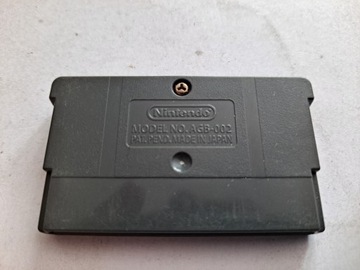 Nintendo
MODEL NO. AGB-002
PAT. PEND. MADE IN JAPAN